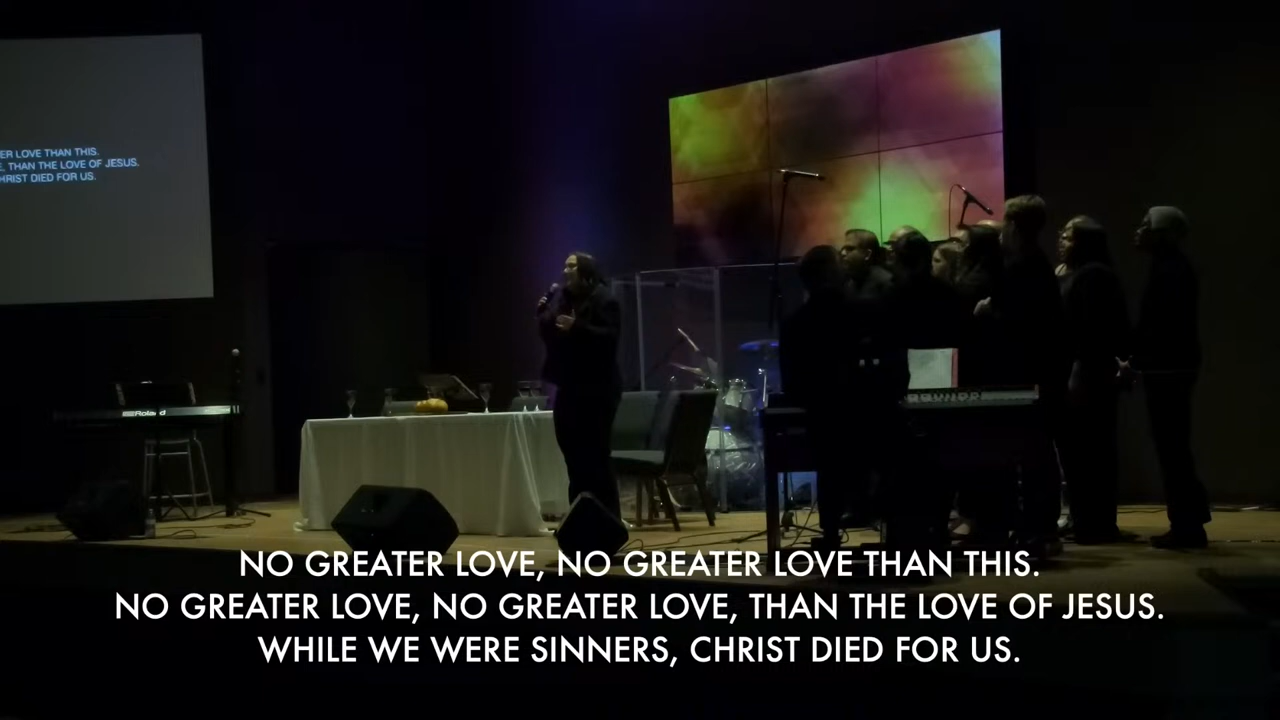 ER LOVE THAN THIS.
, THAN THE LOVE OF JESUS.
CHRIST DIED FOR US.
Roland
NO GREATER LOVE, NO GREATER LOVE THAN THIS.
NO GREATER LOVE, NO GREATER LOVE, THAN THE LOVE OF JESUS.
WHILE WE WERE SINNERS, CHRIST DIED FOR US.